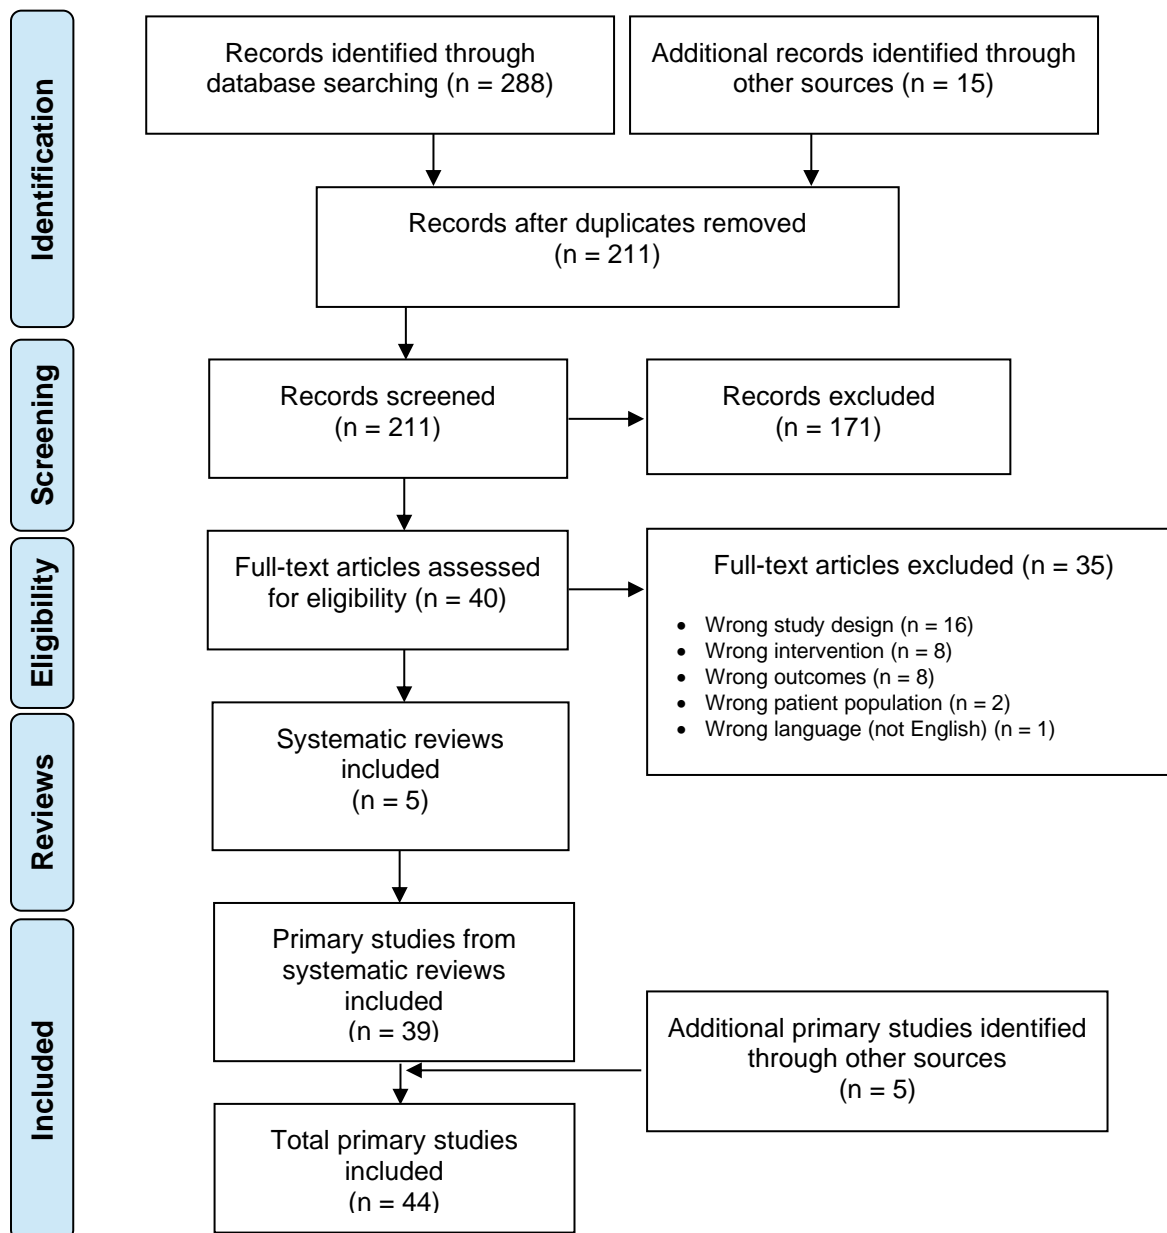 Identification
Records identified through
database searching (n = 288)
Additional records identified through
other sources (n = 15)
Records after duplicates removed
(n = 211)
Screening
Records screened
(n = 211)
Records excluded
(n = 171)
Eligibility
Full-text articles assessed
for eligibility (n = 40)
Full-text articles excluded (n = 35)
• Wrong study design (n = 16)
• Wrong intervention (n = 8)
• Wrong outcomes (n = 8)
• Wrong patient population (n = 2)
• Wrong language (not English) (n = 1)
Reviews
Systematic reviews
included
(n = 5)
Included
Primary studies from
systematic reviews
included
(n = 39)
Additional primary studies identified
through other sources
(n = 5)
Total primary studies
included
(n = 44)